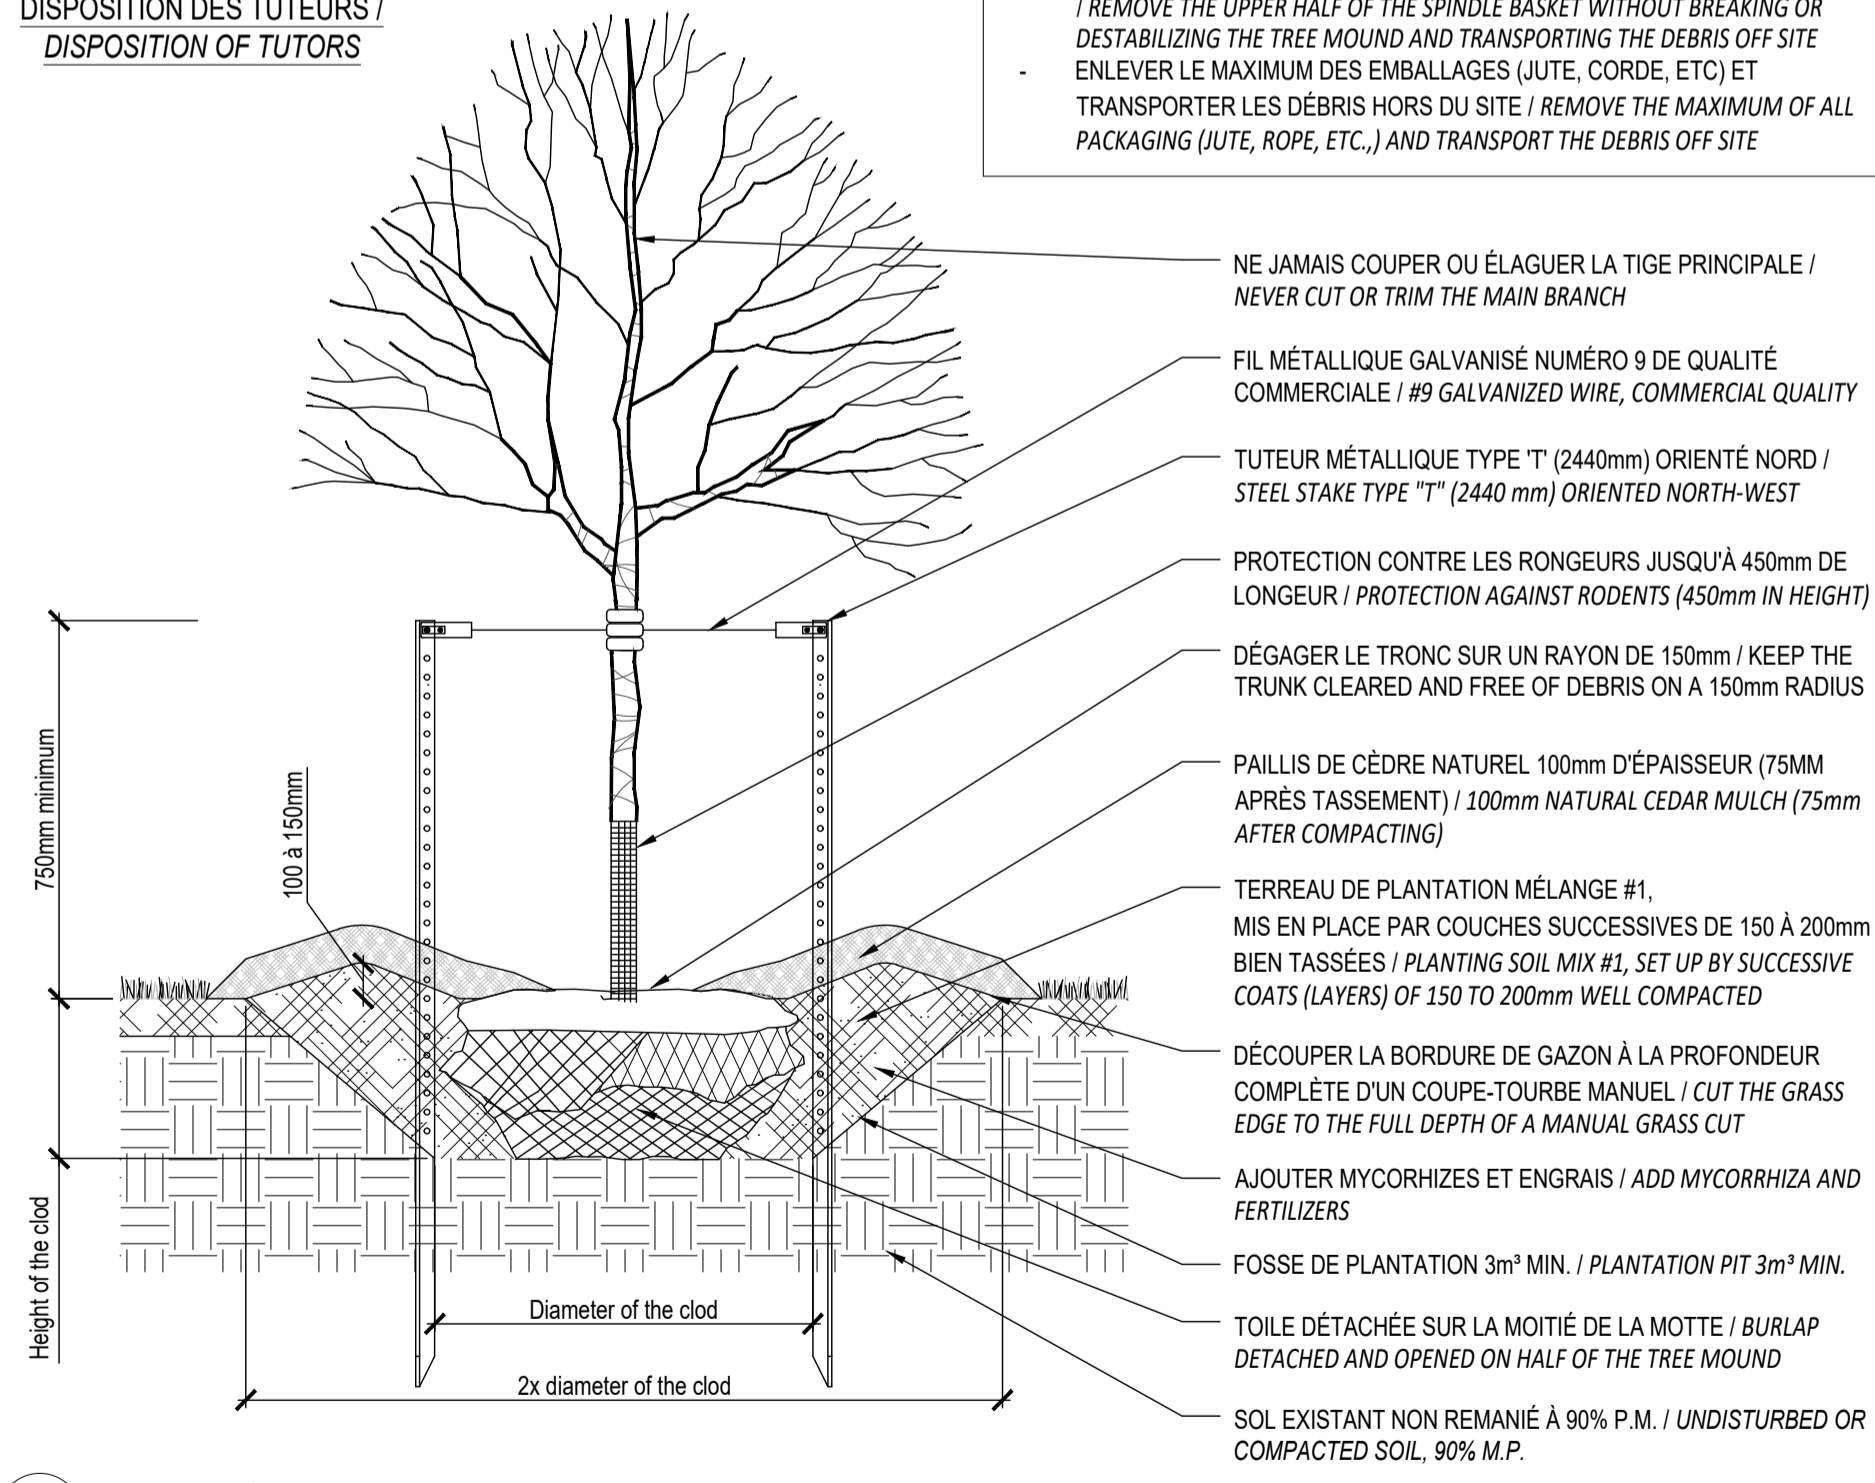 DISPOSITION DES TUTEURS /
DISPOSITION OF TUTORS
/ REMOVE THE UPPER HALF OF THE SPINDLE BASKET WITHOUT BREAKING OR
DESTABILIZING THE TREE MOUND AND TRANSPORTING THE DEBRIS OFF SITE
- ENLEVER LE MAXIMUM DES EMBALLAGES (JUTE, CORDE, ETC) ET
TRANSPORTER LES DÉBRIS HORS DU SITE / REMOVE THE MAXIMUM OF ALL
PACKAGING (JUTE, ROPE, ETC.,) AND TRANSPORT THE DEBRIS OFF SITE
NE JAMAIS COUPER OU ÉLAGUER LA TIGE PRINCIPALE /
NEVER CUT OR TRIM THE MAIN BRANCH
FIL MÉTALLIQUE GALVANISÉ NUMÉRO 9 DE QUALITÉ
COMMERCIALE / #9 GALVANIZED WIRE, COMMERCIAL QUALITY
TUTEUR MÉTALLIQUE TYPE 'T' (2440mm) ORIENTÉ NORD /
STEEL STAKE TYPE "T" (2440 mm) ORIENTED NORTH-WEST
PROTECTION CONTRE LES RONGEURS JUSQU'À 450mm DE
LONGEUR / PROTECTION AGAINST RODENTS (450mm IN HEIGHT)
DÉGAGER LE TRONC SUR UN RAYON DE 150mm / KEEP THE
TRUNK CLEARED AND FREE OF DEBRIS ON A 150mm RADIUS
PAILLIS DE CÈDRE NATUREL 100mm D'ÉPAISSEUR (75MM
APRÈS TASSEMENT) / 100mm NATURAL CEDAR MULCH (75mm
AFTER COMPACTING)
TERREAU DE PLANTATION MÉLANGE #1,
MIS EN PLACE PAR COUCHES SUCCESSIVES DE 150 À 200mm
BIEN TASSÉES / PLANTING SOIL MIX #1, SET UP BY SUCCESSIVE
COATS (LAYERS) OF 150 TO 200mm WELL COMPACTED
DÉCOUPER LA BORDURE DE GAZON À LA PROFONDEUR
COMPLÈTE D'UN COUPE-TOURBE MANUEL / CUT THE GRASS
EDGE TO THE FULL DEPTH OF A MANUAL GRASS CUT
AJOUTER MYCORHIZES ET ENGRAIS / ADD MYCORRHIZA AND
FERTILIZERS
FOSSE DE PLANTATION 3m³ MIN. / PLANTATION PIT 3m³ MIN.
TOILE DÉTACHÉE SUR LA MOITIÉ DE LA MOTTE / BURLAP
DETACHED AND OPENED ON HALF OF THE TREE MOUND
SOL EXISTANT NON REMANIÉ À 90% P.M. / UNDISTURBED OR
COMPACTED SOIL, 90% M.P.
750mm minimum
100 à 150mm
Height of the clod
Diameter of the clod
2x diameter of the clod